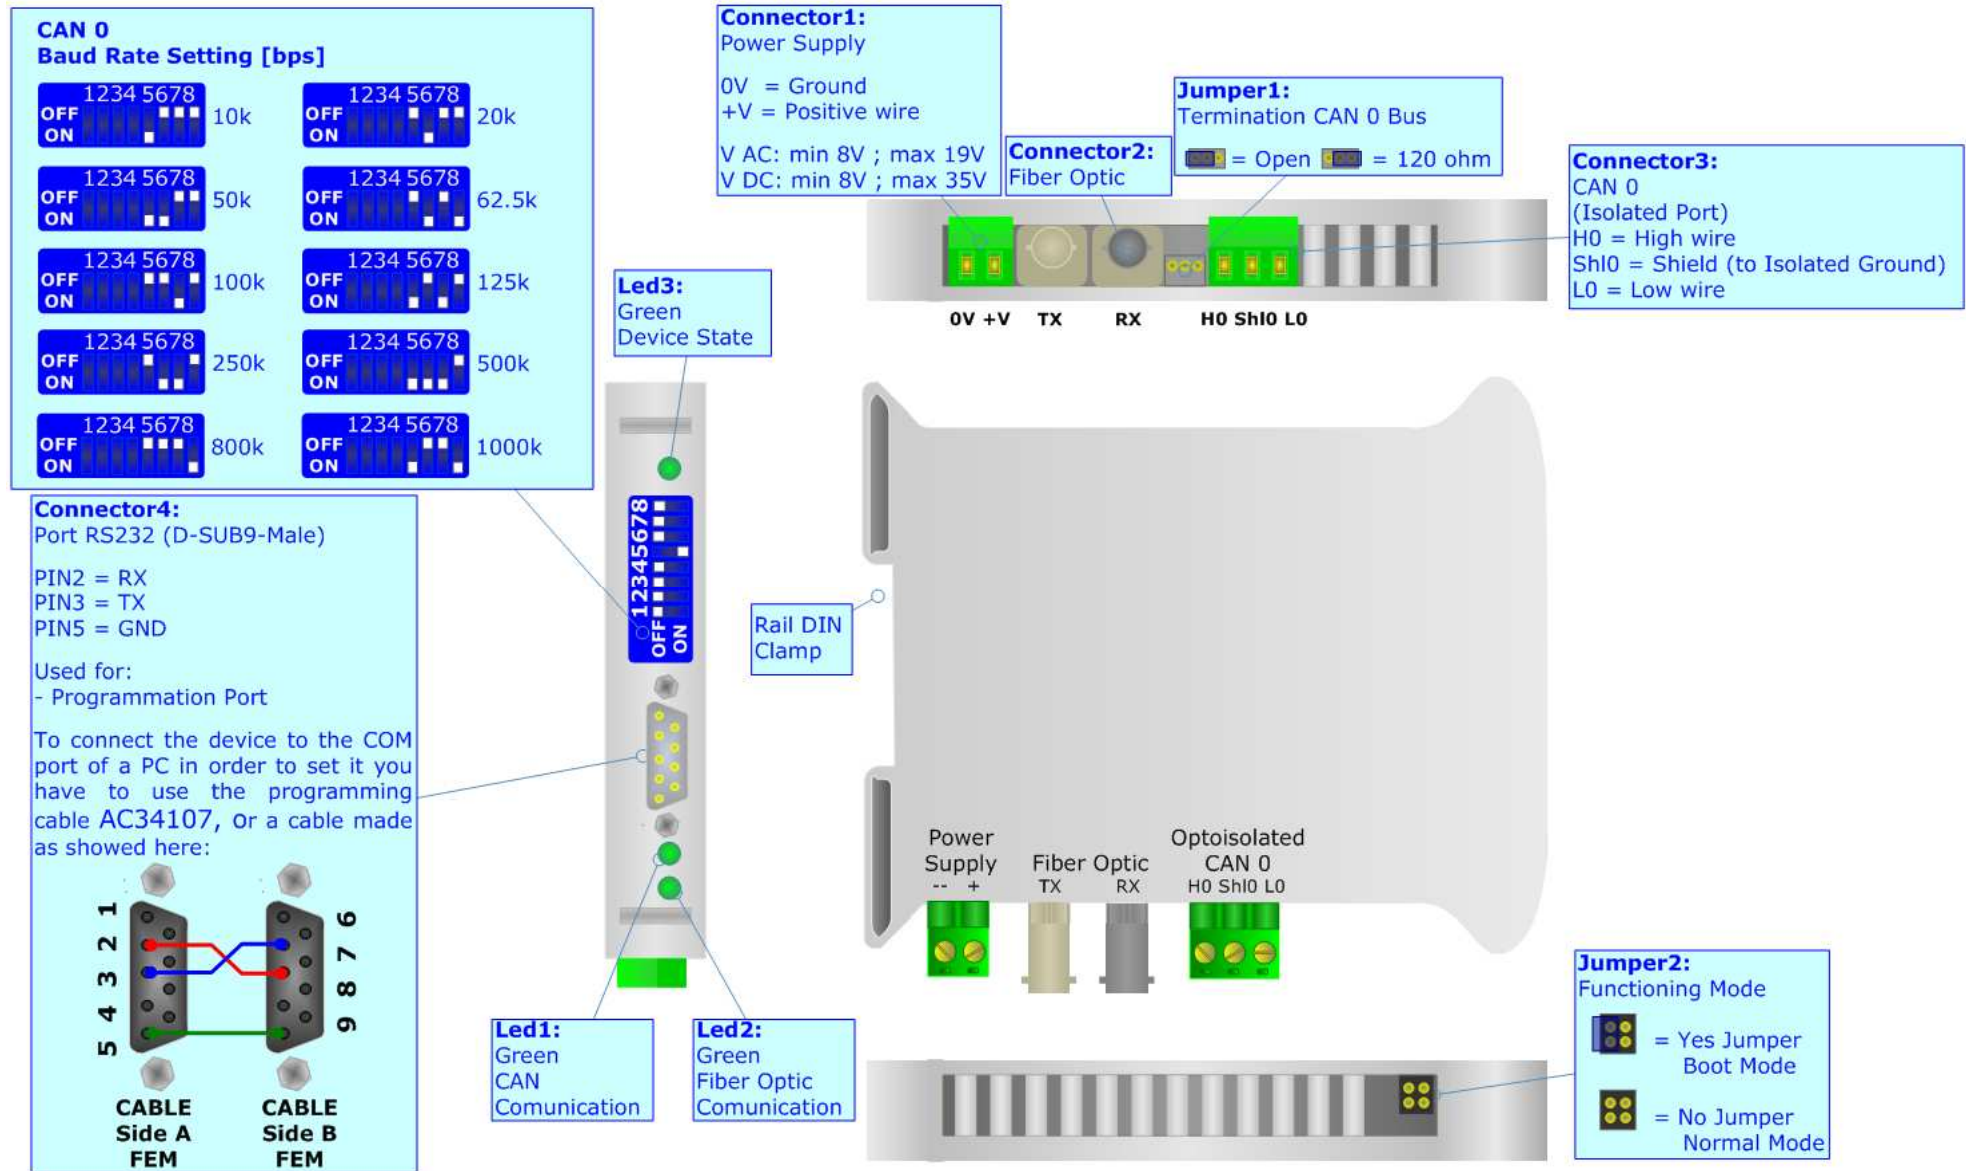 CAN 0
Baud Rate Setting [bps]
1234 5678
OFF
ON
10k
1234 5678
OFF
ON
20k
1234 5678
OFF
ON
50k
1234 5678
OFF
ON
62.5k
1234 5678
OFF
ON
100k
1234 5678
OFF
ON
125k
1234 5678
OFF
ON
250k
1234 5678
OFF
ON
500k
1234 5678
OFF
ON
800k
1234 5678
OFF
ON
1000k
Connector1:
Power Supply
0V = Ground
+V = Positive wire
V AC: min 8V ; max 19V
V DC: min 8V ; max 35V
Connector2:
Fiber Optic
Jumper1:
Termination CAN 0 Bus
= Open
= 120 ohm
Connector3:
CAN 0
(Isolated Port)
H0 = High wire
Shl0 = Shield (to Isolated Ground)
L0 = Low wire
0V +V TX RX H0 Shl0 L0
Led3:
Green
Device State
12345678
OFF
ON
Connector4:
Port RS232 (D-SUB9-Male)
PIN2 = RX
PIN3 = TX
PIN5 = GND
Used for:
- Programmation Port
To connect the device to the COM
port of a PC in order to set it you
have to use the programming
cable AC34107, or a cable made
as showed here:
1
2
3
4
5
6
7
8
9
CABLE
Side A
FEM
CABLE
Side B
FEM
Rail DIN
Clamp
Power
Supply
-- +
Fiber Optic
TX RX
Optoisolated
CAN 0
H0 Shl0 L0
Led1:
Green
CAN
Comunication
Led2:
Green
Fiber Optic
Comunication
Jumper2:
Functioning Mode
= Yes Jumper
Boot Mode
= No Jumper
Normal Mode